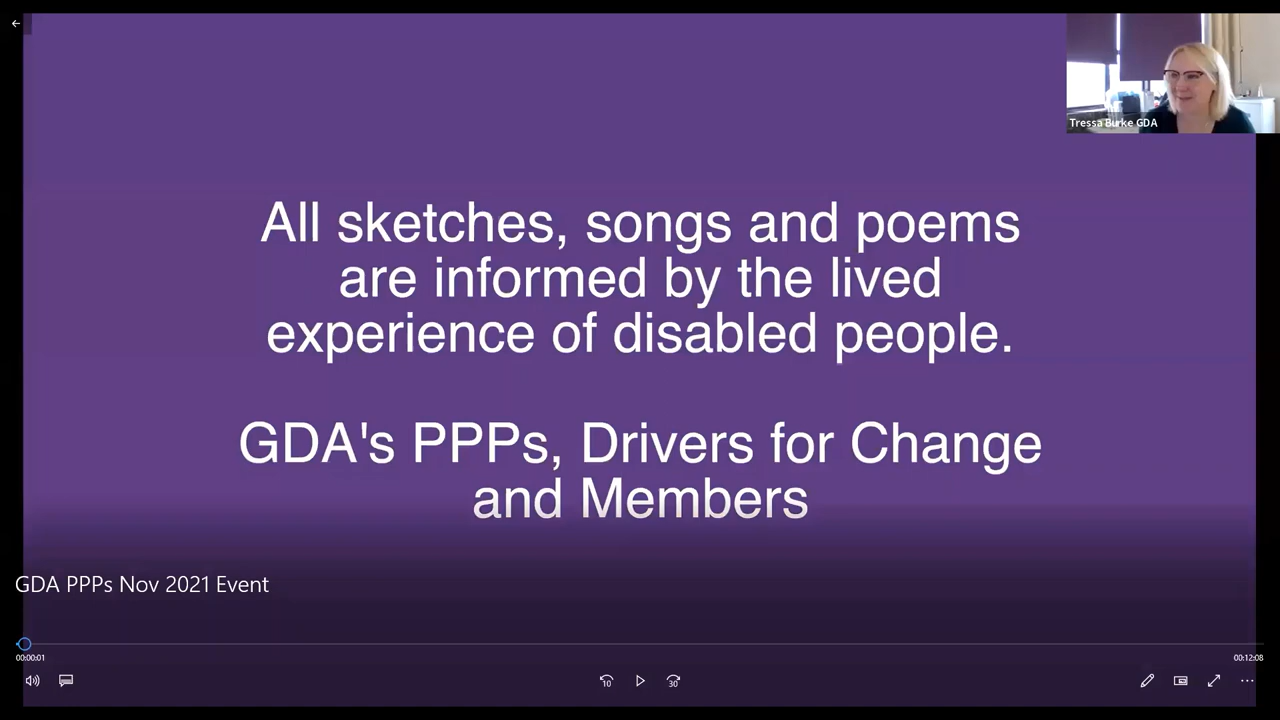 Tressa Burke GDA
All sketches, songs and poems
are informed by the lived
experience of disabled people.
GDA's PPPs, Drivers for Change
and Members
GDA PPPs Nov 2021 Event
00:00:01
00:12:08
10
30